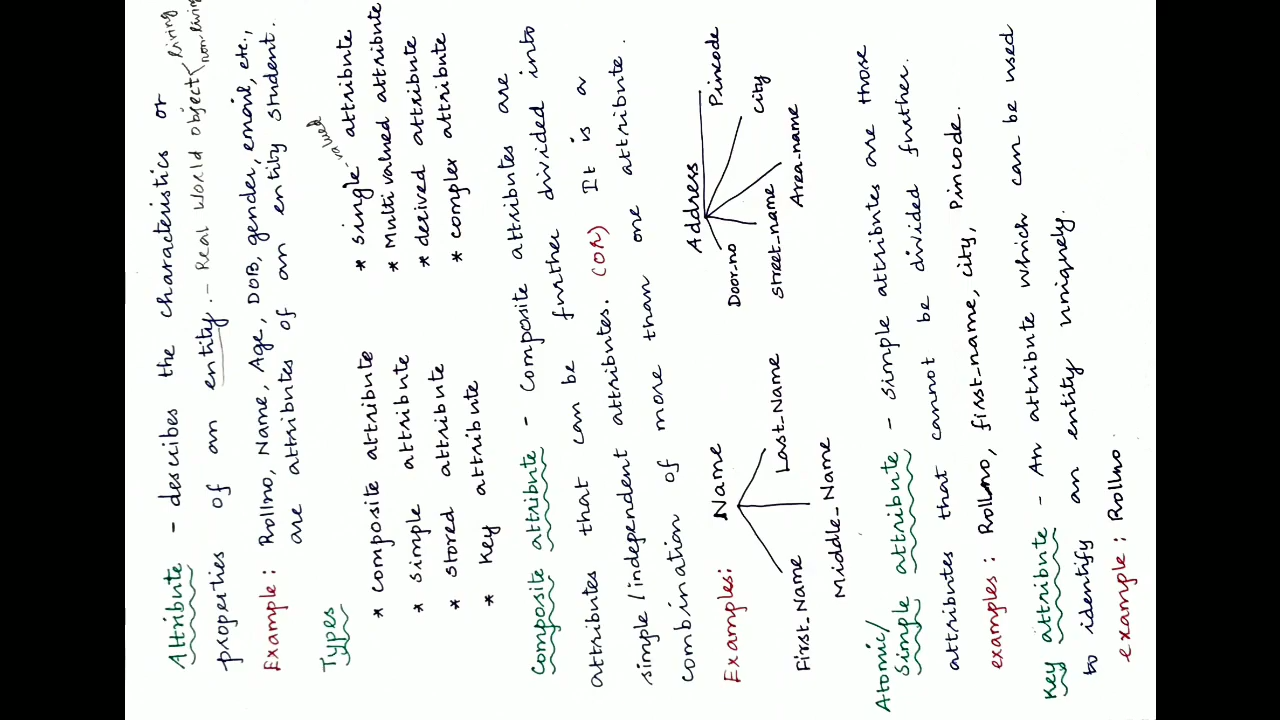 Attribute - describes the characteristics or
properties of an entity. - Real world object living
non-living
Example : Rollno, Name, Age, DOB, gender, email, etc.,
are attributes of an entity student.
Types
* composite attribute * single-valued attribute
* simple attribute * Multi valued attribute
* stored attribute * derived attribute
* key attribute * complex attribute
Composite attribute - Composite attributes are
attributes that can be further divided into
simple / independent attributes. (OR) It is a
combination of more than one attribute.
Examples: Name Address
First_Name Middle_Name Last_Name
Door-no Street_name Area_name City Pincode
Atomic/
Simple attribute - simple attributes are those
attributes that cannot be divided further.
examples : Rollno, first_name, city, Pincode.
Key attribute - An attribute which can be used
to identify an entity uniquely.
example : Rollno.